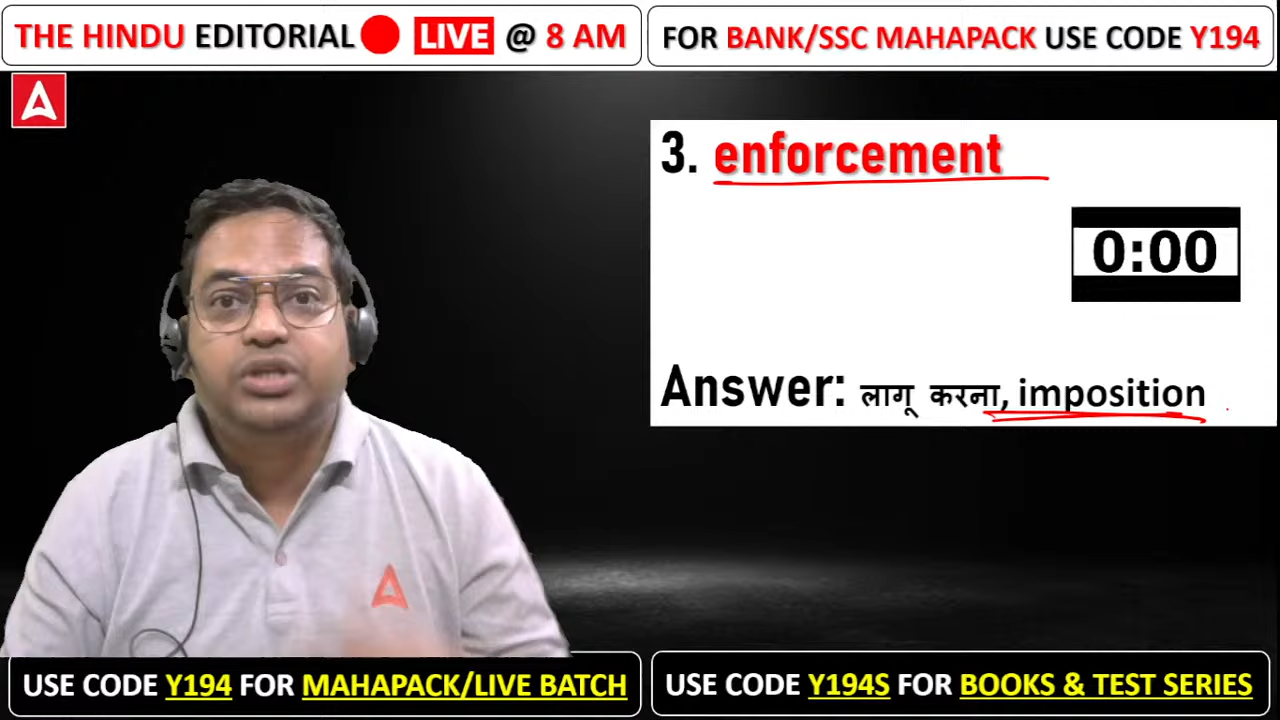 THE HINDU EDITORIAL LIVE @ 8 AM
FOR BANK/SSC MAHAPACK USE CODE Y194
3. enforcement
0:00
Answer: लागू करना, imposition
USE CODE Y194 FOR MAHAPACK/LIVE BATCH
USE CODE Y194S FOR BOOKS & TEST SERIES